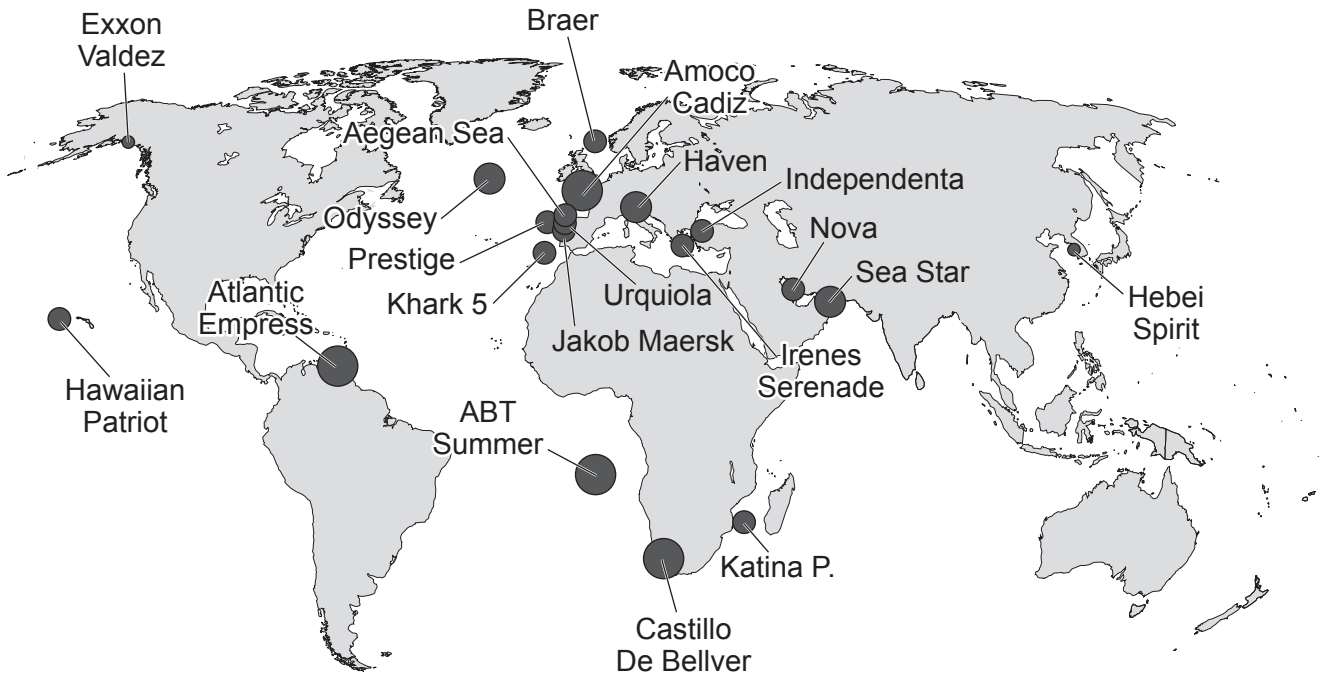 Exxon
Valdez
Braer
Amoco
Cadiz
Aegean Sea
Haven
Independenta
Odyssey
Nova
Prestige
Sea Star
Khark 5
Urquiola
Atlantic
Empress
Hebei
Spirit
Jakob Maersk
Irenes
Serenade
Hawaiian
Patriot
ABT
Summer
Katina P.
Castillo
De Bellver